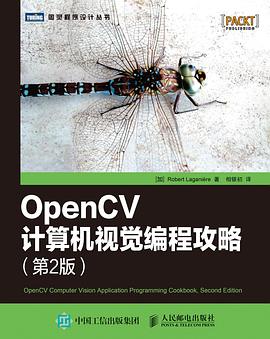 TURING
图灵程序设计丛书
[PACKT]
PUBLISHING
[加] Robert Laganière 著 相银初 译
OpenCV
计算机视觉编程攻略
(第2版)
OpenCV Computer Vision Application Programming Cookbook, Second Edition
中国工信出版集团
人民邮电出版社
POSTS & TELECOM PRESS